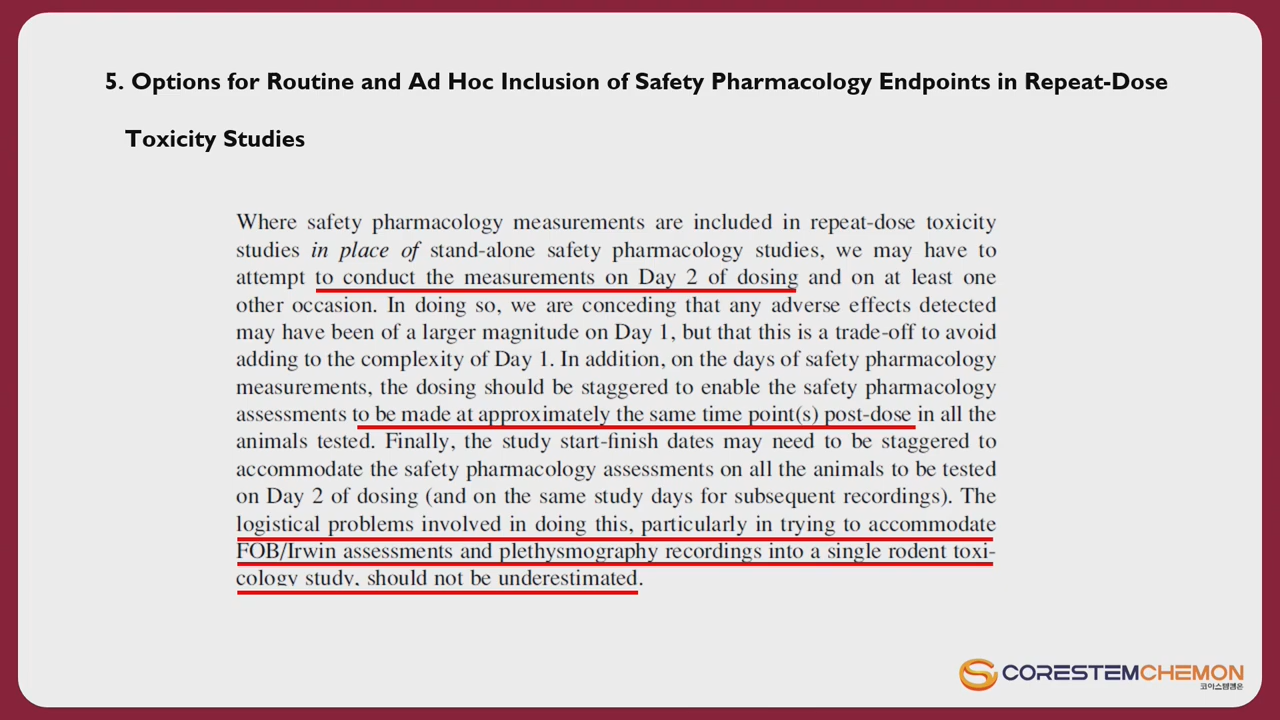 5. Options for Routine and Ad Hoc Inclusion of Safety Pharmacology Endpoints in Repeat-Dose
Toxicity Studies
Where safety pharmacology measurements are included in repeat-dose toxicity
studies in place of stand-alone safety pharmacology studies, we may have to
attempt to conduct the measurements on Day 2 of dosing and on at least one
other occasion. In doing so, we are conceding that any adverse effects detected
may have been of a larger magnitude on Day 1, but that this is a trade-off to avoid
adding to the complexity of Day 1. In addition, on the days of safety pharmacology
measurements, the dosing should be staggered to enable the safety pharmacology
assessments to be made at approximately the same time point(s) post-dose in all the
animals tested. Finally, the study start-finish dates may need to be staggered to
accommodate the safety pharmacology assessments on all the animals to be tested
on Day 2 of dosing (and on the same study days for subsequent recordings). The
logistical problems involved in doing this, particularly in trying to accommodate
FOB/Irwin assessments and plethysmography recordings into a single rodent toxi-
cology study, should not be underestimated.
CORESTEMCHEMON
코아스템켐온